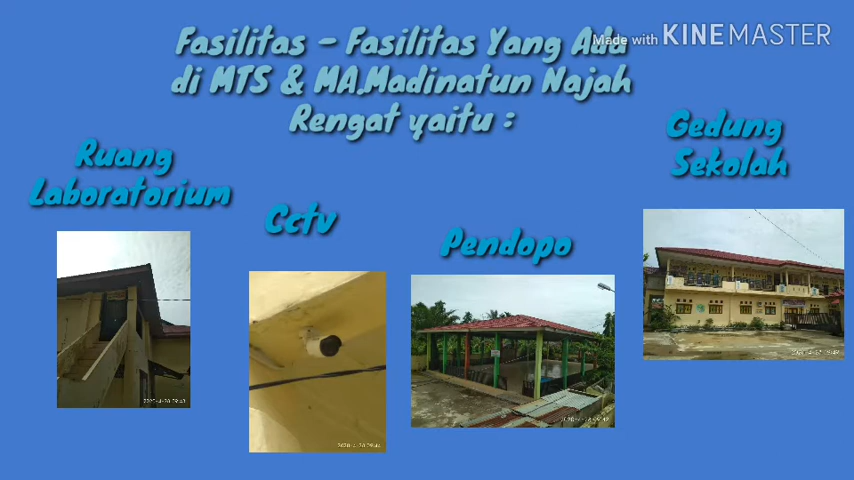 Fasilitas - Fasilitas Yang Ada
di MTS & MA.Madinatun Najah
Rengat yaitu :
Made with KINEMASTER
Ruang
Laboratorium
Cctv
Pendopo
Gedung
Sekolah